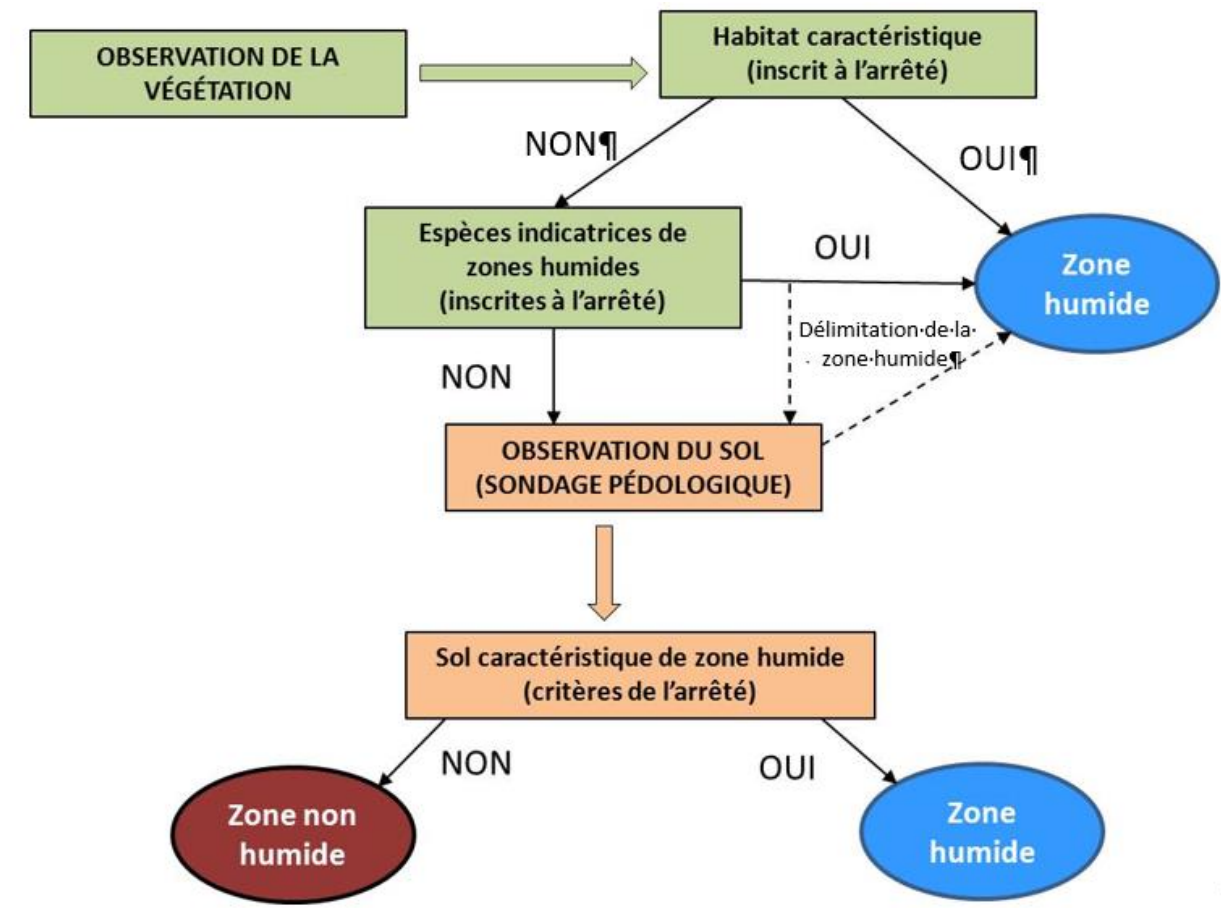 OBSERVATION DE LA
VÉGÉTATION
Habitat caractéristique
(inscrit à l'arrêté)
NON¶
OUI¶
Espèces indicatrices de
zones humides
(inscrites à l'arrêté)
OUI
Zone
humide
Délimitation·de·la·
· zone·humide¶
NON
OBSERVATION DU SOL
(SONDAGE PÉDOLOGIQUE)
Sol caractéristique de zone humide
(critères de l'arrêté)
NON
OUI
Zone non
humide
Zone
humide